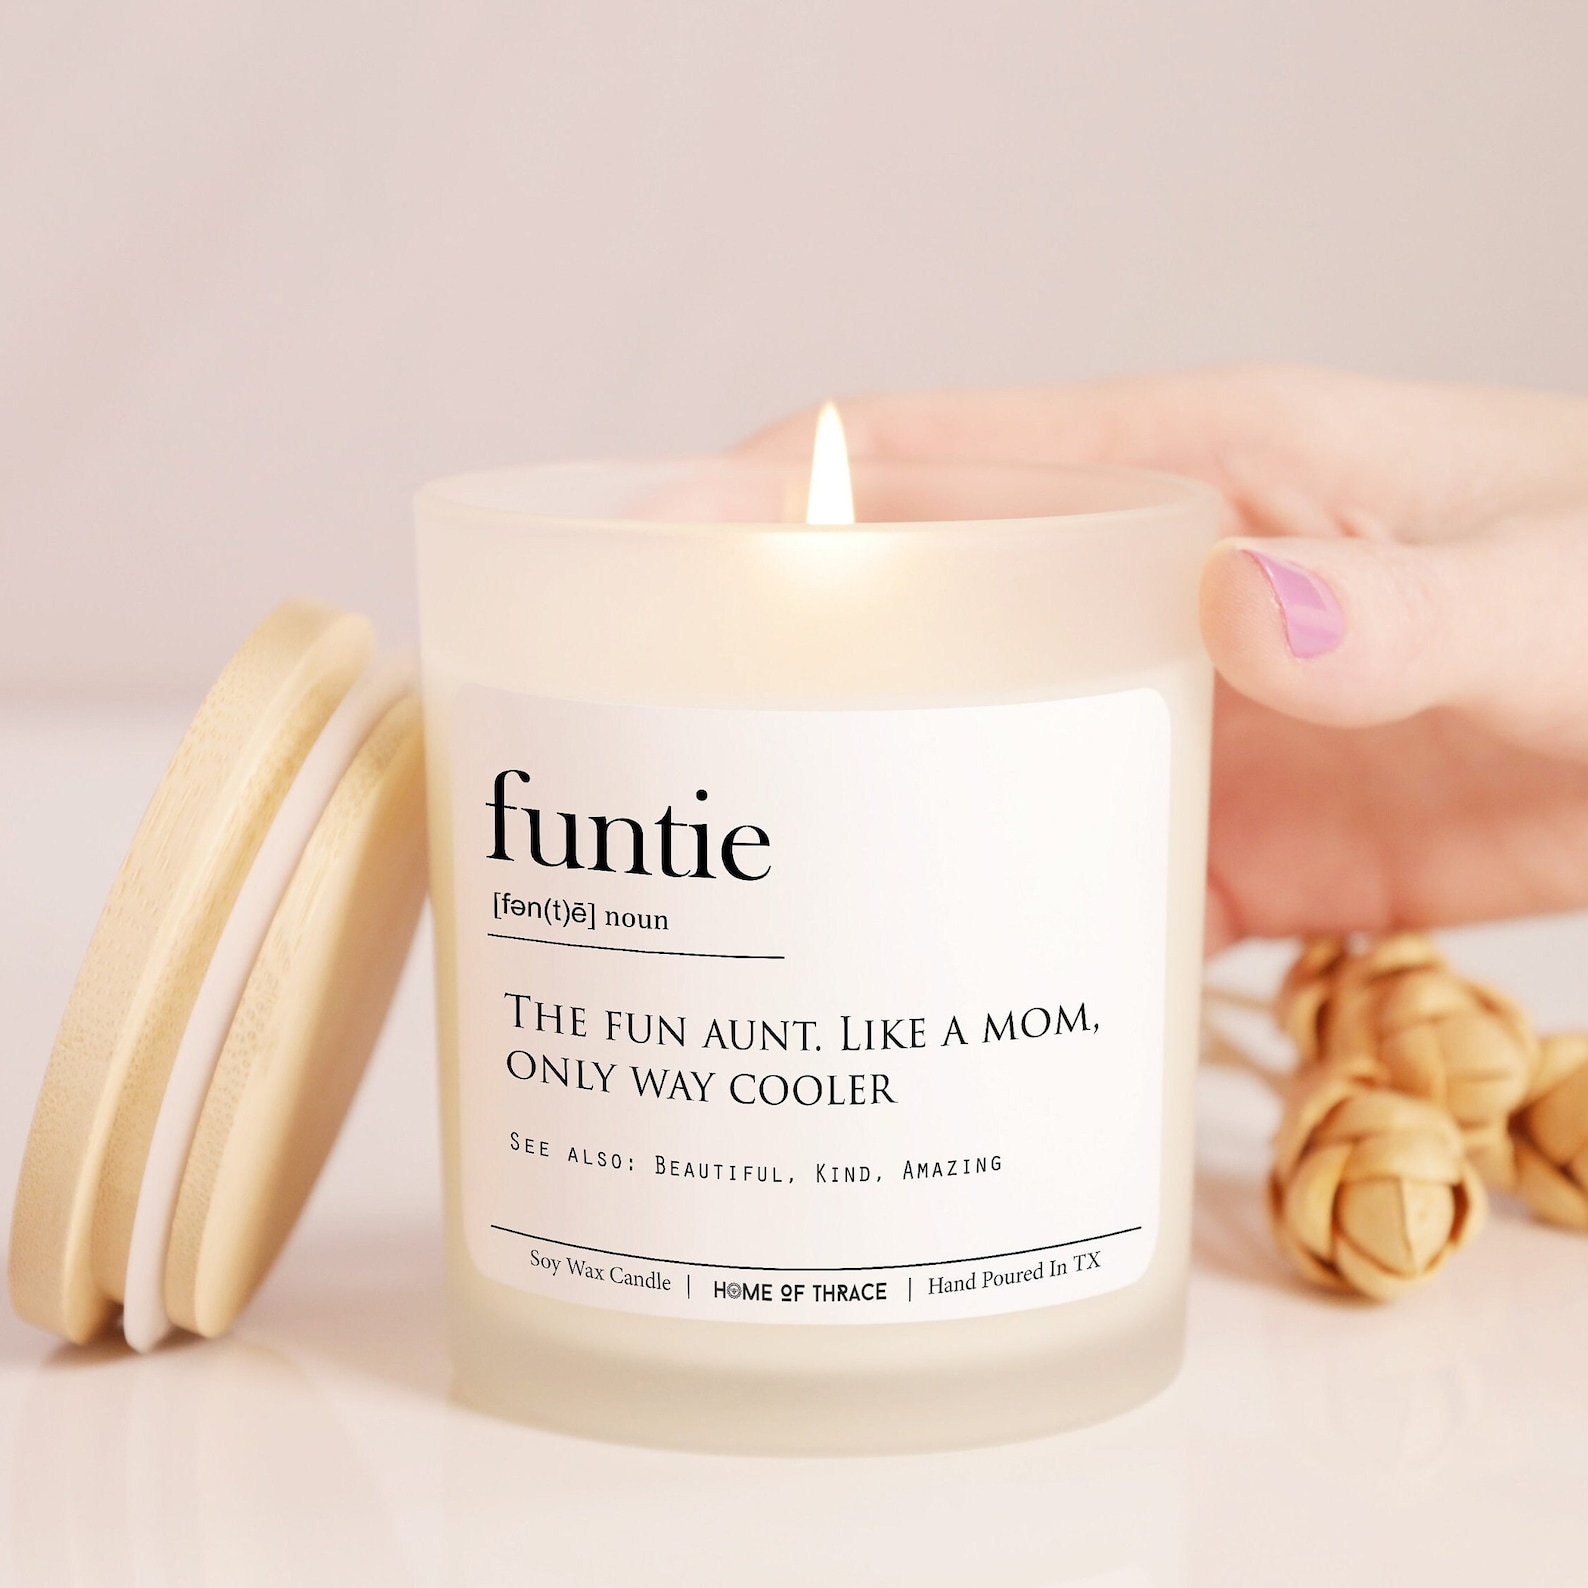 funtie
[fən(t)ē] noun
THE FUN AUNT. LIKE A MOM,
ONLY WAY COOLER
SEE ALSO: BEAUTIFUL, KIND, AMAZING
Soy Wax Candle | HOME OF THRACE | Hand Poured In TX